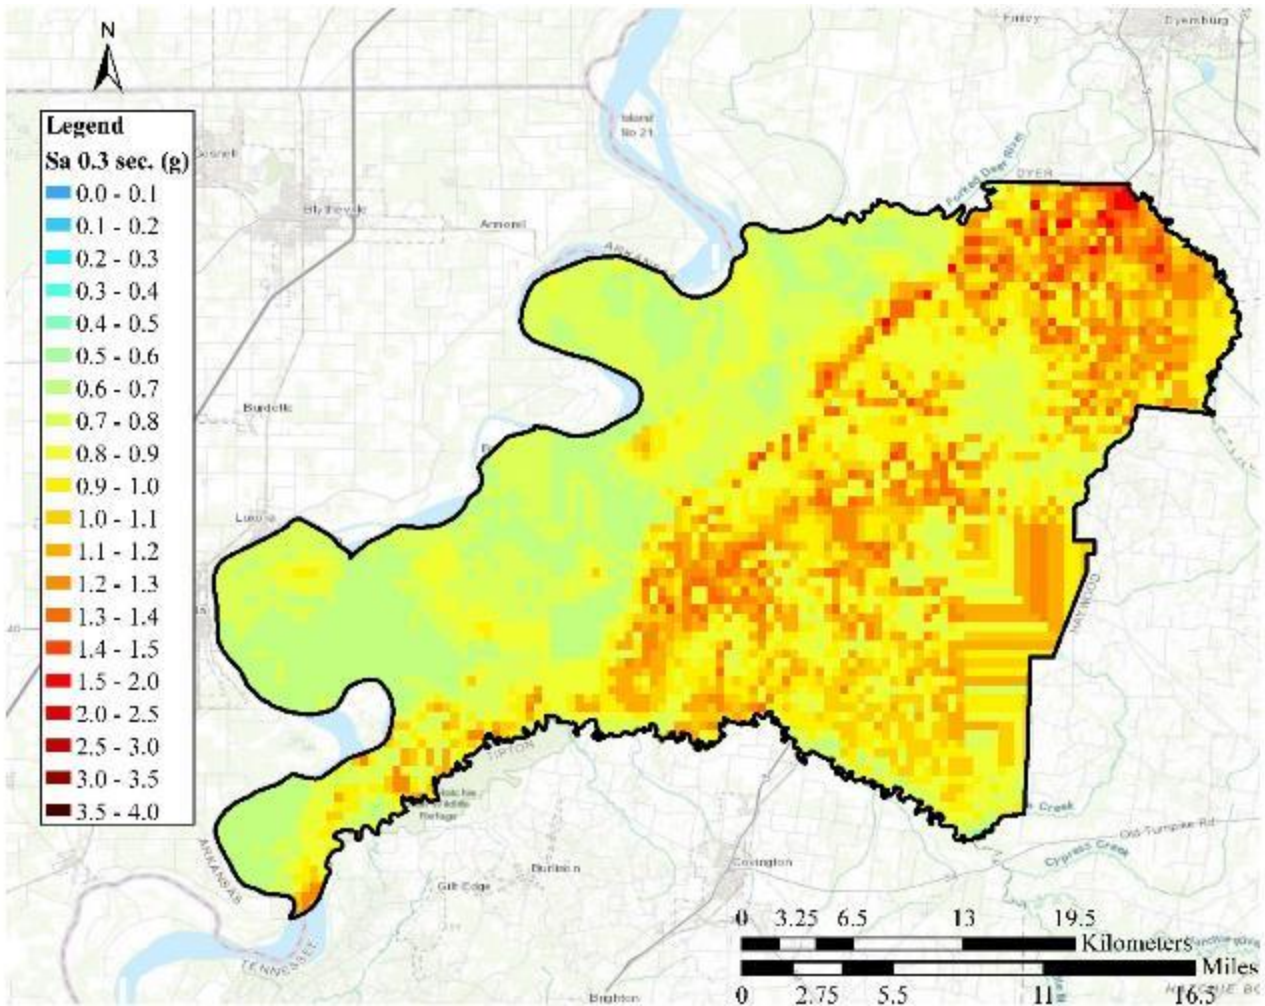 N
Finley
Dyersburg
Island
No 21
Legend
Sa 0.3 sec. (g)
0.0 - 0.1
0.1 - 0.2
0.2 - 0.3
0.3 - 0.4
0.4 - 0.5
0.5 - 0.6
0.6 - 0.7
0.7 - 0.8
0.8 - 0.9
0.9 - 1.0
1.0 - 1.1
1.1 - 1.2
1.2 - 1.3
1.3 - 1.4
1.4 - 1.5
1.5 - 2.0
2.0 - 2.5
2.5 - 3.0
3.0 - 3.5
3.5 - 4.0
Gosnell
Blytheville
Armorel
Forked Deer River
DYER
Burdette
Luxora
HAYWOOD
TIPTON
Refuge
Creek
Old Turnpike Rd
Cypress Creek
Covington
Burlison
Gilt Edge
ARKANSAS
TENNESSEE
Brighton
0 3.25 6.5 13 19.5
Kilometers
Miles
0 2.75 5.5 11 16.5